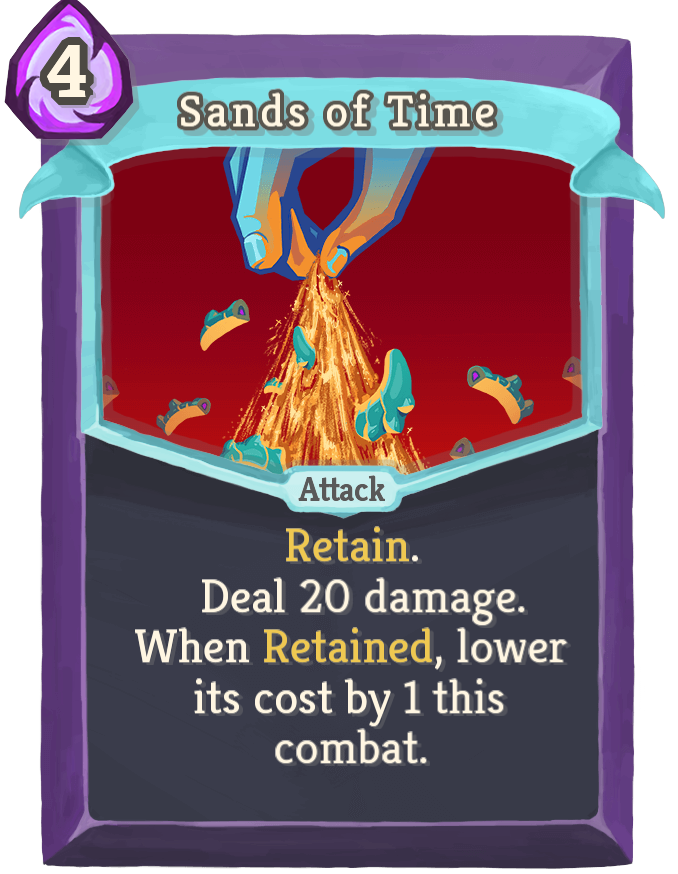 4
Sands of Time
Attack
Retain.
Deal 20 damage.
When Retained, lower
its cost by 1 this
combat.